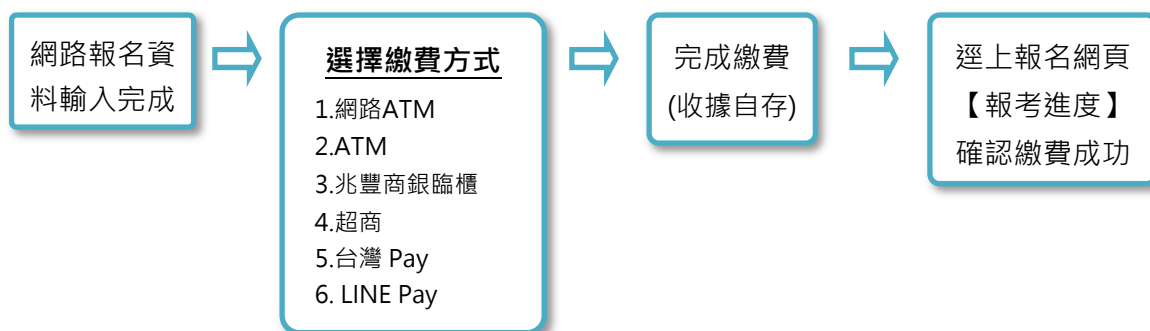 網路報名資
料輸入完成
選擇繳費方式
1.網路ATM
2.ATM
3.兆豐商銀臨櫃
4.超商
5.台灣 Pay
6. LINE Pay
完成繳費
(收據自存)
逕上報名網頁
【報考進度】
確認繳費成功